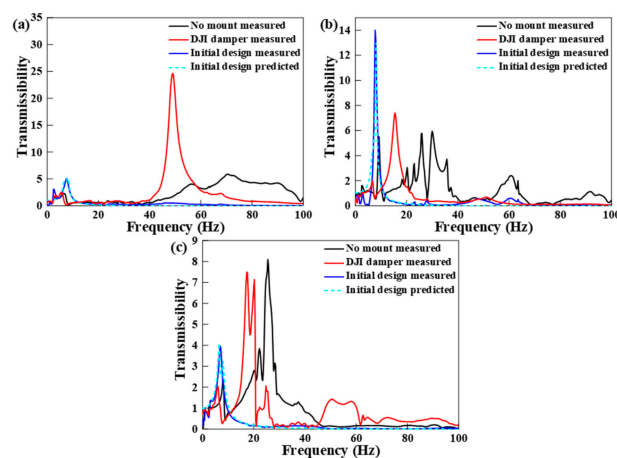 (a)
No mount measured
DJI damper measured
Initial design measured
Initial design predicted
Transmissibility
35
30
25
20
15
10
5
0
0 20 40 60 80 100
Frequency (Hz)
(b)
No mount measured
DJI damper measured
Initial design measured
Initial design predicted
Transmissibility
14
12
10
8
6
4
2
0
0 20 40 60 80 100
Frequency (Hz)
(c)
No mount measured
DJI damper measured
Initial design measured
Initial design predicted
Transmissibility
9
8
7
6
5
4
3
2
1
0
0 20 40 60 80 100
Frequency (Hz)